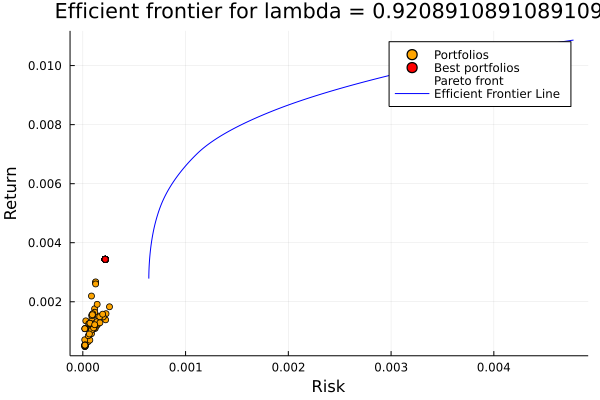 Efficient frontier for lambda = 0.9208910891089109
Portfolios
Best portfolios
Pareto front
Efficient Frontier Line
0.010
0.008
0.006
0.004
0.002
Return
0.000
0.001
0.002
0.003
0.004
Risk